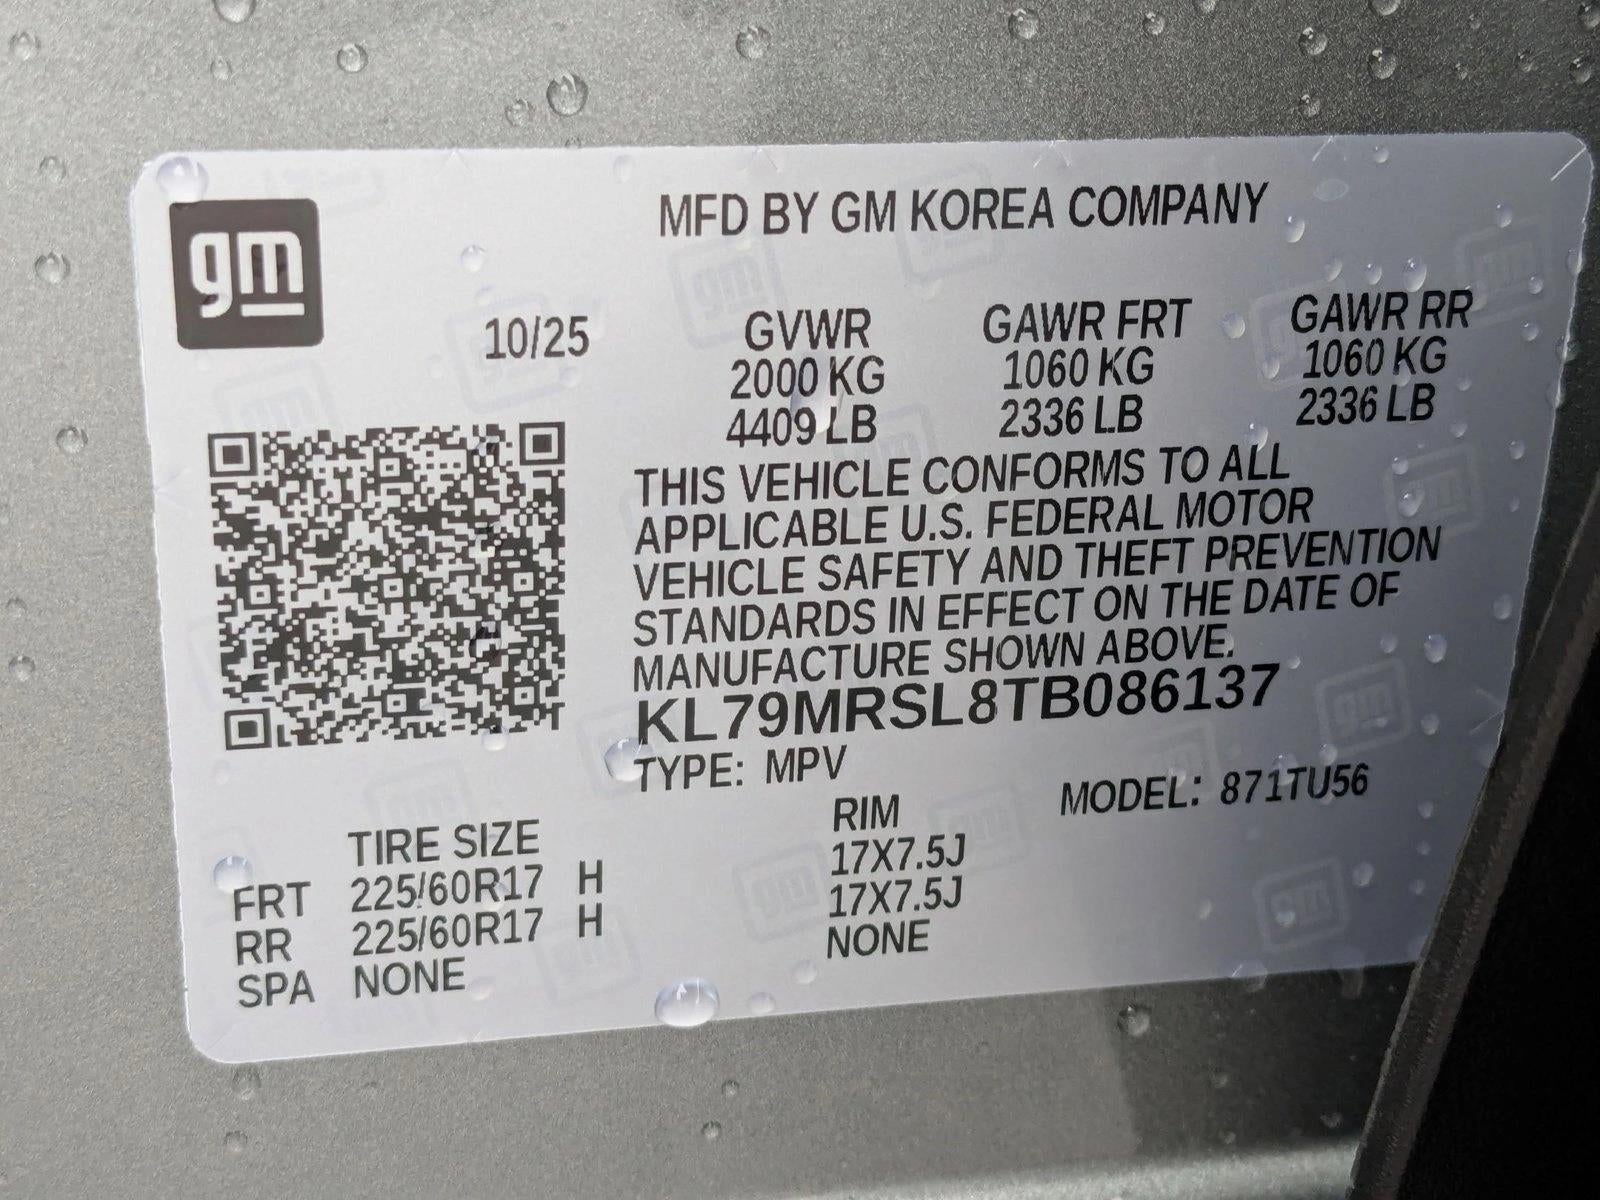 gm
MFD BY GM KOREA COMPANY
10/25 GVWR GAWR FRT GAWR RR
2000 KG 1060 KG 1060 KG
4409 LB 2336 LB 2336 LB
THIS VEHICLE CONFORMS TO ALL
APPLICABLE U.S. FEDERAL MOTOR
VEHICLE SAFETY AND THEFT PREVENTION
STANDARDS IN EFFECT ON THE DATE OF
MANUFACTURE SHOWN ABOVE.
KL79MRSL8TB086137
TYPE: MPV MODEL: 871TU56
TIRE SIZE RIM
FRT 225/60R17 H 17X7.5J
RR 225/60R17 H 17X7.5J
SPA NONE NONE